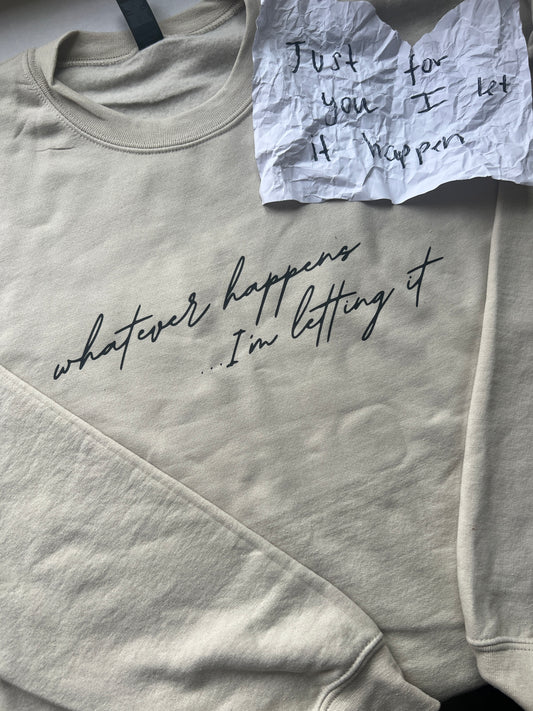 Just for
you I let
it happen
whatever happens
...I'm letting it